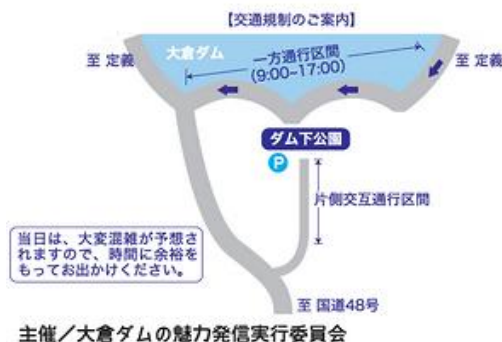 【交通規制のご案内】
大倉ダム
至 定義
一方通行区間
(9:00~17:00)
至 定義
ダム下公園
P
片側交互通行区間
当日は、大変混雑が予想さ
れますので、時間に余裕を
もってお出かけください。
至 国道48号
主催／大倉ダムの魅力発信実行委員会